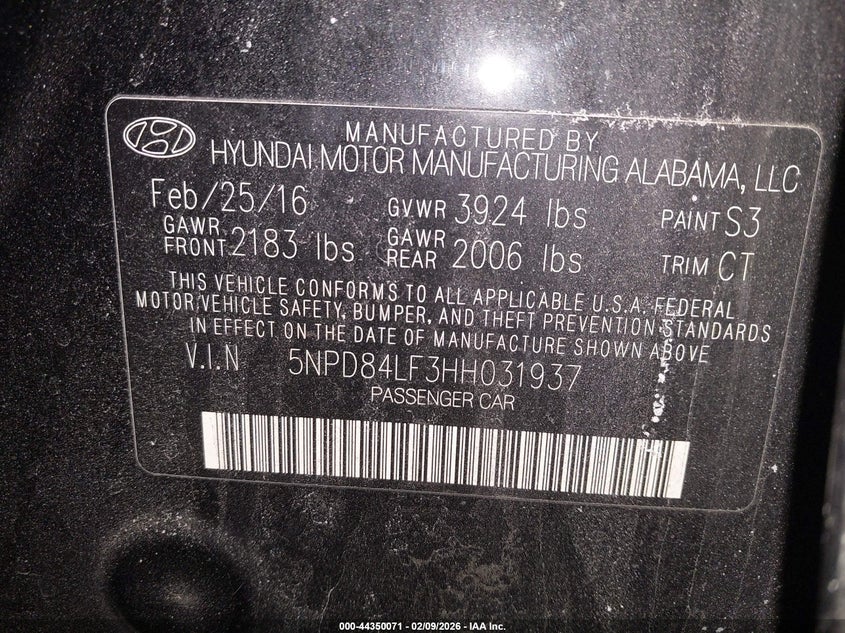 MANUFACTURED BY
HYUNDAI MOTOR MANUFACTURING ALABAMA, LLC
Feb/25/16 GVWR 3924 lbs PAINT S3
GAWR FRONT 2183 lbs GAWR REAR 2006 lbs TRIM CT
THIS VEHICLE CONFORMS TO ALL APPLICABLE U.S.A. FEDERAL
MOTOR VEHICLE SAFETY, BUMPER, AND THEFT PREVENTION STANDARDS
IN EFFECT ON THE DATE OF MANUFACTURE SHOWN ABOVE
V.I.N 5NPD84LF3HH031937
PASSENGER CAR
000-44350071 - 02/09/2026 - IAA Inc.